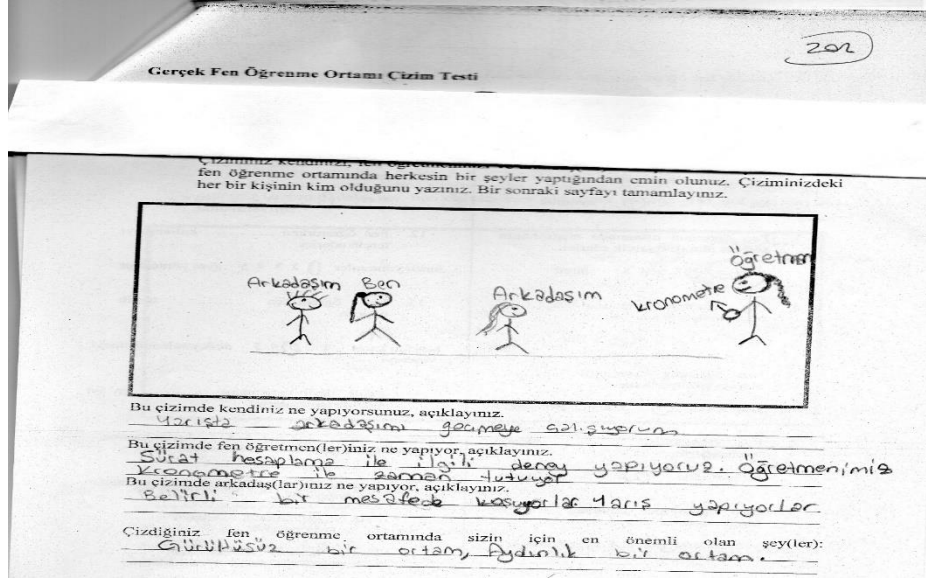 202
Gerçek Fen Öğrenme Ortamı Çizim Testi
Çiziminiz kendinizi, fen
fen öğrenme ortamında herkesin bir şeyler yaptığından emin olunuz. Çiziminizdeki
her bir kişinin kim olduğunu yazınız. Bir sonraki sayfayı tamamlayınız.
Öğretmen
Arkadaşım Ben
Arkadaşım
kronometre
Bu çizimde kendiniz ne yapıyorsunuz, açıklayınız.
Yarışta arkadaşımı geçmeye çalışıyorum
Bu çizimde fen öğretmen(ler)iniz ne yapıyor, açıklayınız.
Sürat hesaplama ile ilgili deney yapıyoruz. Öğretmenimiz
kronometre ile zaman tutuyor
Bu çizimde arkadaş(lar)ınız ne yapıyor, açıklayınız.
Belirli bir mesafede koşuyorlar yarış yapıyorlar.
Çizdiğiniz fen öğrenme ortamında sizin için en önemli olan şey(ler):
Gürültüsüz bir ortam, Aydınlık bir ortam.